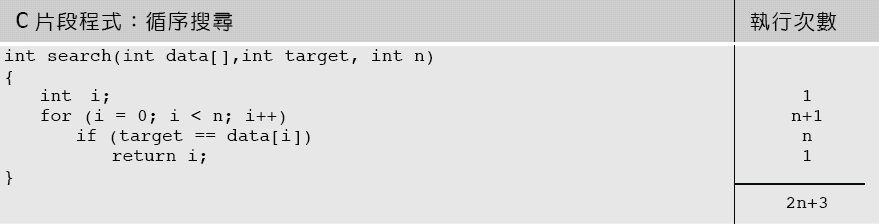 C 片段程式：循序搜尋 執行次數
int search(int data[],int target, int n)
{
int i; 1
for (i = 0; i < n; i++) n+1
if (target == data[i]) n
return i; 1
}
2n+3